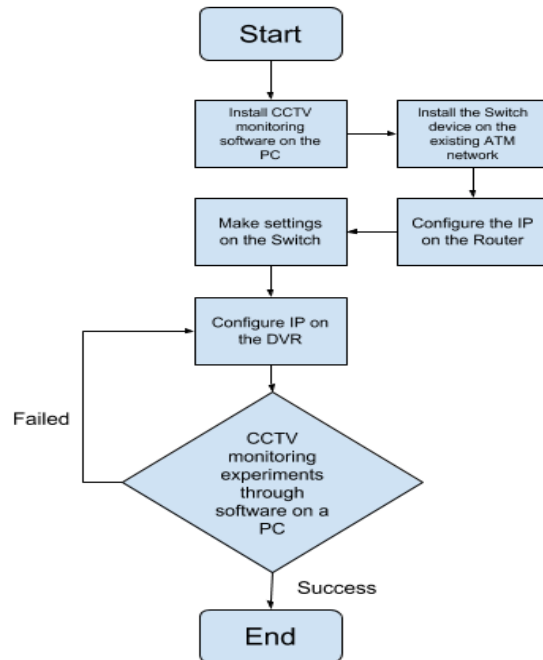 Start
Install CCTV
monitoring
software on the
PC
Install the Switch
device on the
existing ATM
network
Configure the IP
on the Router
Make settings
on the Switch
Configure IP on
the DVR
Failed
CCTV
monitoring
experiments
through
software on a
PC
Success
End